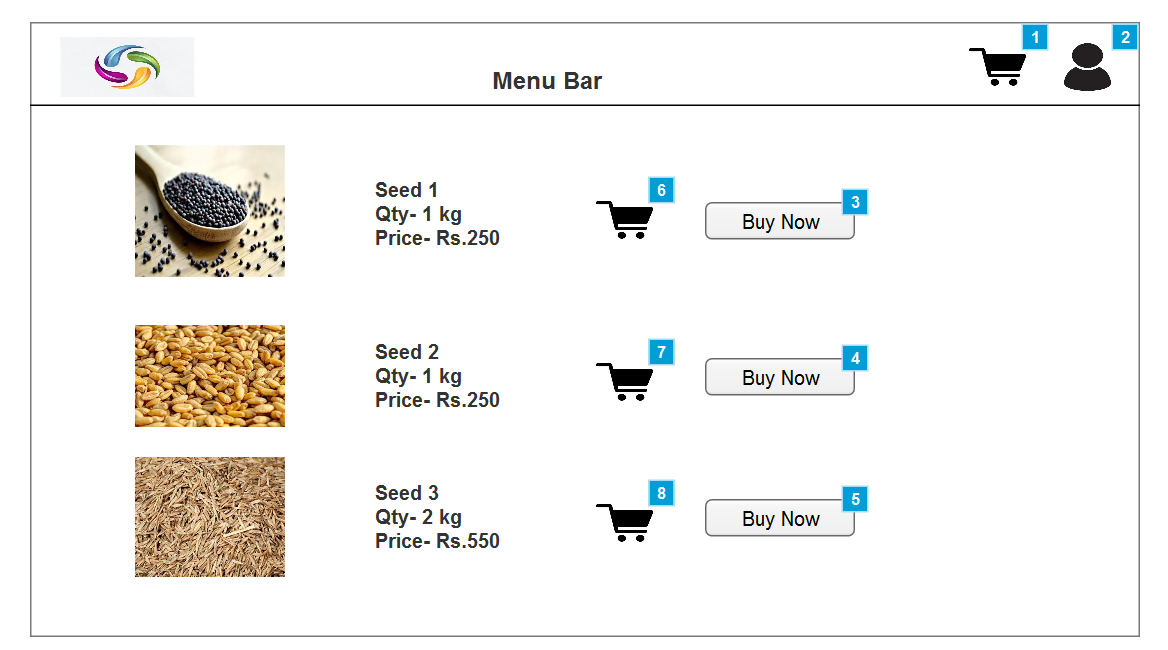 1
2
Menu Bar
Seed 1
Qty- 1 kg
Price- Rs.250
6
3
Buy Now
Seed 2
Qty- 1 kg
Price- Rs.250
7
4
Buy Now
Seed 3
Qty- 2 kg
Price- Rs.550
8
5
Buy Now